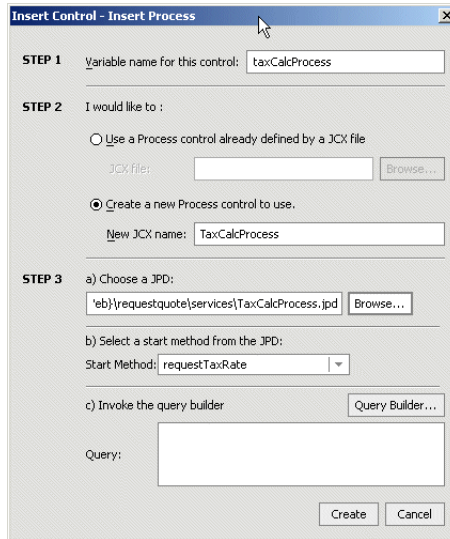 Insert Control - Insert Process
STEP 1 Variable name for this control: taxCalcProcess
STEP 2 I would like to :
Use a Process control already defined by a JCX file
JCX file: Browse...
Create a new Process control to use.
New JCX name: TaxCalcProcess
STEP 3 a) Choose a JPD:
'eb}\requestquote\services\TaxCalcProcess.jpd Browse...
b) Select a start method from the JPD:
Start Method: requestTaxRate
c) Invoke the query builder Query Builder...
Query:
Create Cancel